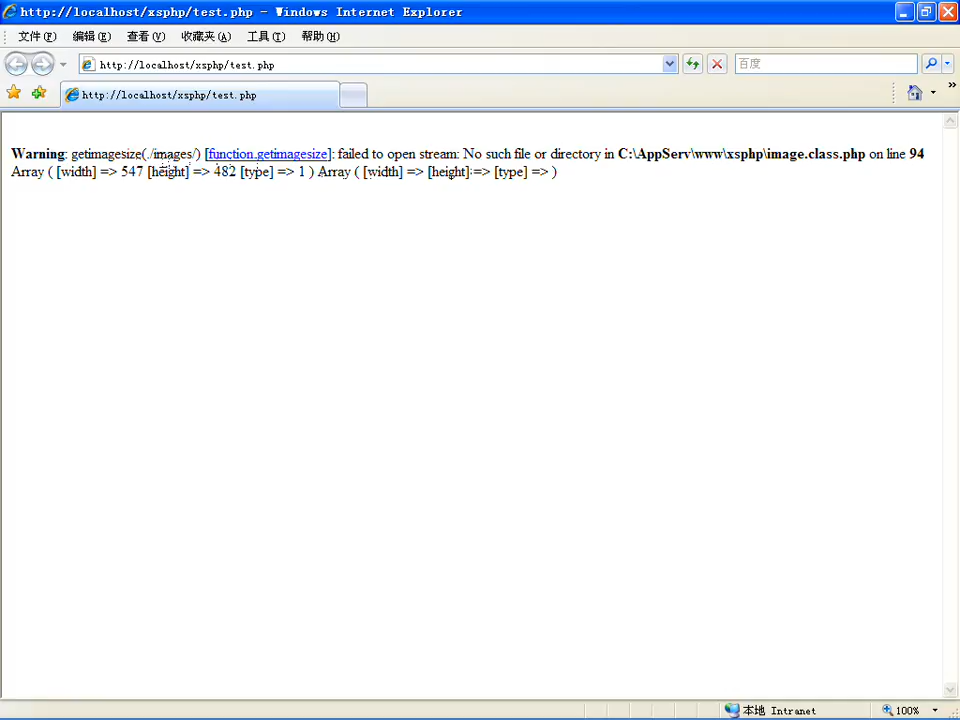 http://localhost/xsphp/test.php - Windows Internet Explorer
文件(F) 编辑(E) 查看(V) 收藏夹(A) 工具(T) 帮助(H)
http://localhost/xsphp/test.php 百度
http://localhost/xsphp/test.php
Warning: getimagesize(./images/) [function.getimagesize]: failed to open stream: No such file or directory in C:\AppServ\www\xsphp\image.class.php on line 94
Array ( [width] => 547 [height] => 482 [type] => 1 ) Array ( [width] => [height] => [type] => )
本地 Intranet 100%